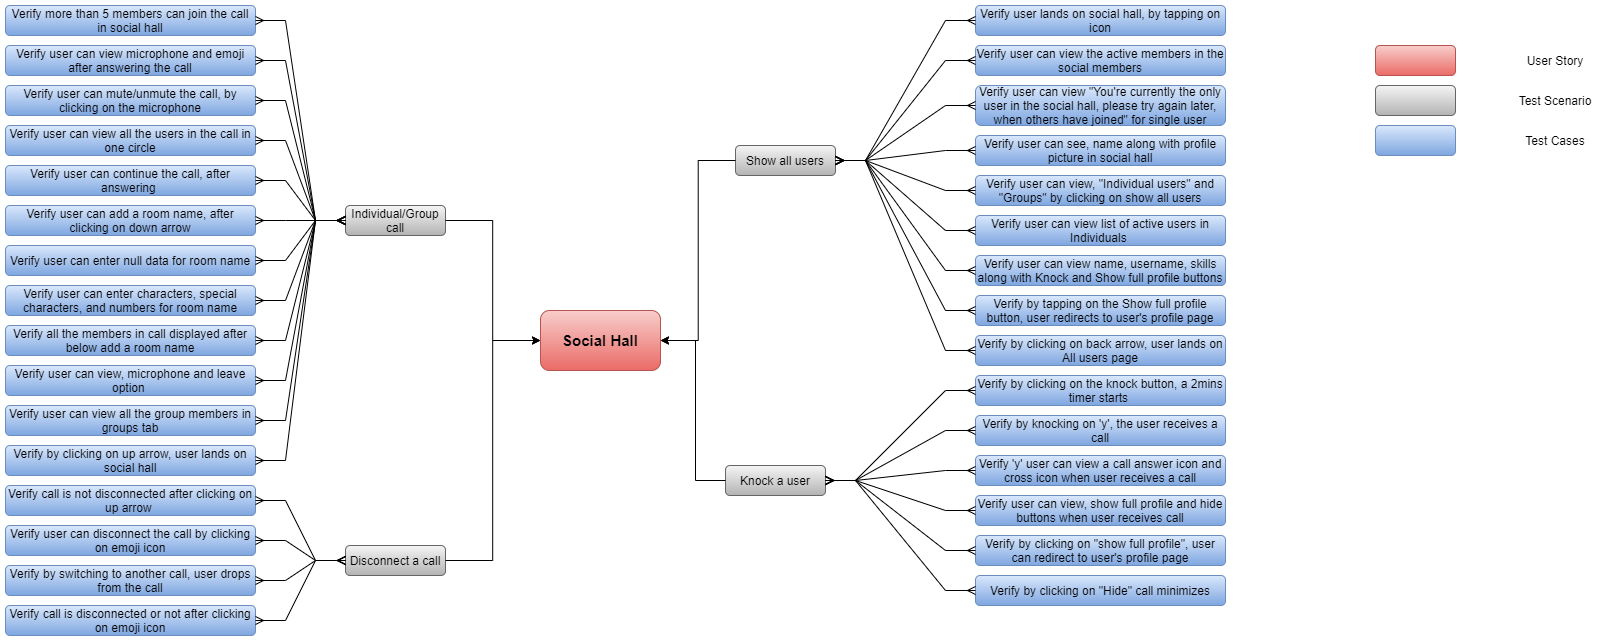 Verify more than 5 members can join the call
in social hall
Verify user can view microphone and emoji
after answering the call
Verify user can mute/unmute the call, by
clicking on the microphone
Verify user can view all the users in the call in
one circle
Verify user can continue the call, after
answering
Verify user can add a room name, after
clicking on down arrow
Verify user can enter null data for room name
Verify user can enter characters, special
characters, and numbers for room name
Verify all the members in call displayed after
below add a room name
Verify user can view, microphone and leave
option
Verify user can view all the group members in
groups tab
Verify by clicking on up arrow, user lands on
social hall
Verify call is not disconnected after clicking on
up arrow
Verify user can disconnect the call by clicking
on emoji icon
Verify by switching to another call, user drops
from the call
Verify call is disconnected or not after clicking
on emoji icon
Individual/Group
call
Disconnect a call
Social Hall
Show all users
Knock a user
Verify user lands on social hall, by tapping on
icon
Verify user can view the active members in the
social members
Verify user can view "You're currently the only
user in the social hall, please try again later,
when others have joined" for single user
Verify user can see, name along with profile
picture in social hall
Verify user can view, "Individual users" and
"Groups" by clicking on show all users
Verify user can view list of active users in
Individuals
Verify user can view name, username, skills
along with Knock and Show full profile buttons
Verify by tapping on the Show full profile
button, user redirects to user's profile page
Verify by clicking on back arrow, user lands on
All users page
Verify by clicking on the knock button, a 2mins
timer starts
Verify by knocking on 'y', the user receives a
call
Verify 'y' user can view a call answer icon and
cross icon when user receives a call
Verify user can view, show full profile and hide
buttons when user receives call
Verify by clicking on "show full profile", user
can redirect to user's profile page
Verify by clicking on "Hide" call minimizes
User Story
Test Scenario
Test Cases